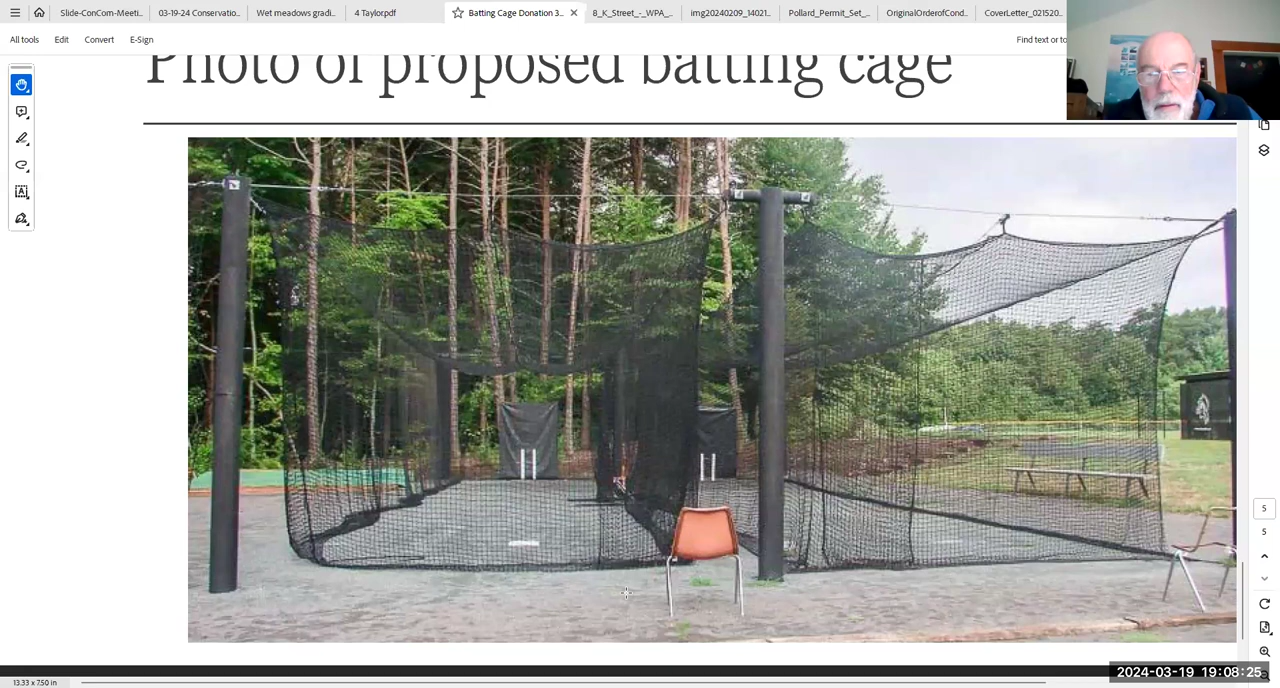 Slide-ConCom-Meeti...
03-19-24 Conservatio...
Wet meadows gradi...
4 Taylor.pdf
Batting Cage Donation 3...
8_K_Street_-_WPA_...
img20240209_14021...
Pollard_Permit_Set_...
OriginalOrderofCond...
CoverLetter_021520...
All tools
Edit
Convert
E-Sign
Find text or to
Photo of proposed batting cage
5
5
13.33 x 7.50 in
2024-03-19 19:08:25